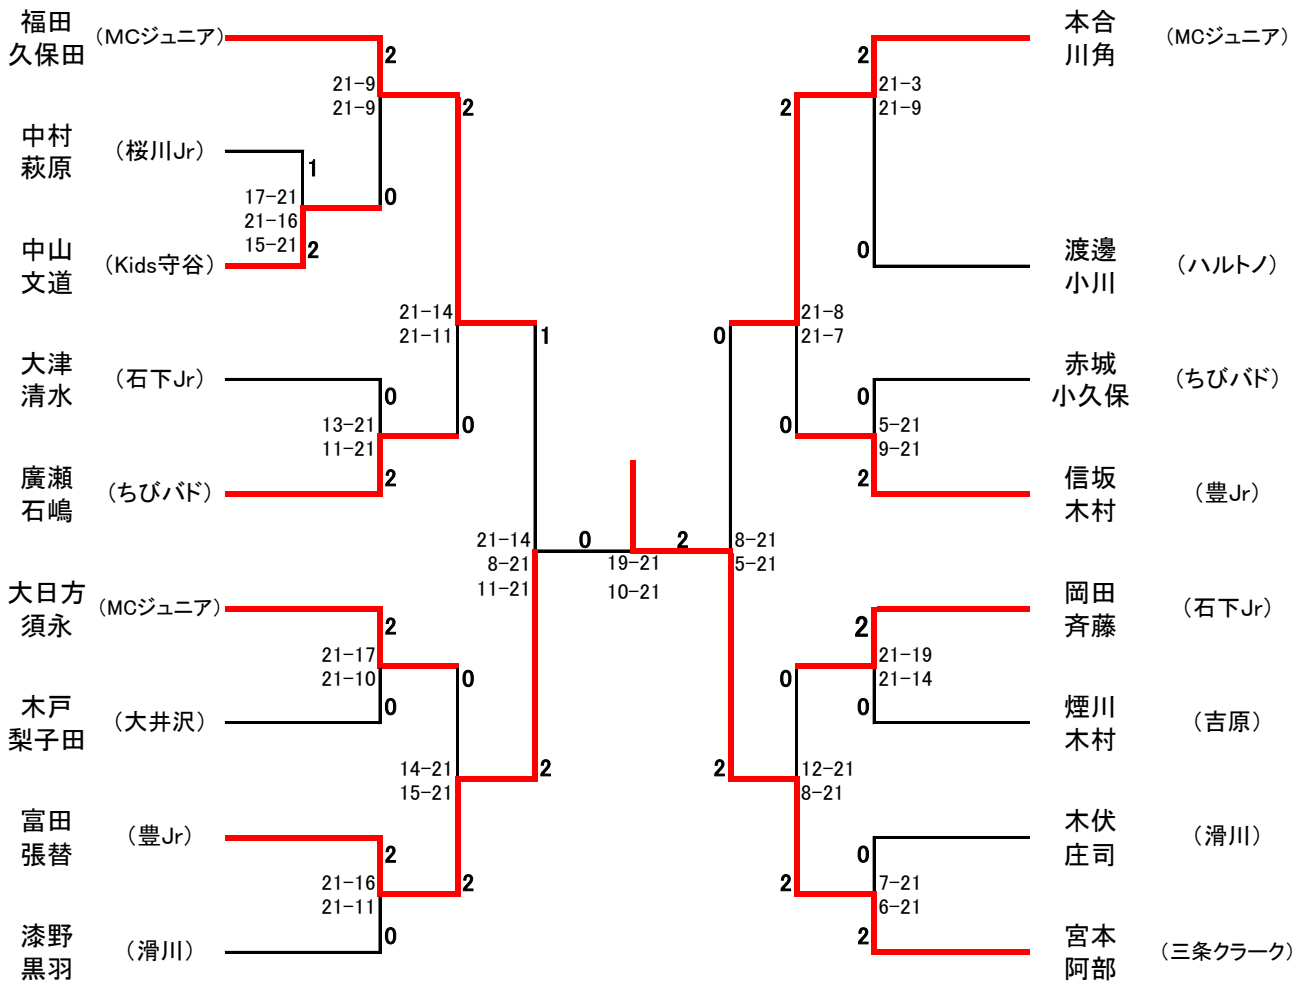 福田
久保田
(MCジュニア)
2
21-9
21-9
2
中村
萩原
(桜川Jr)
1
17-21
21-16
15-21
0
中山
文道
(Kids守谷)
2
21-14
21-11
1
大津
清水
(石下Jr)
0
13-21
11-21
0
廣瀬
石嶋
(ちびバド)
2
21-14
8-21
11-21
0
大日方
須永
(MCジュニア)
2
21-17
21-10
0
木戸
梨子田
(大井沢)
0
14-21
15-21
2
富田
張替
(豊Jr)
2
21-16
21-11
2
漆野
黒羽
(滑川)
0
19-21
10-21
2
本合
川角
(MCジュニア)
2
21-3
21-9
2
渡邊
小川
(ハルトノ)
0
21-8
21-7
0
赤城
小久保
(ちびバド)
0
5-21
9-21
0
信坂
木村
(豊Jr)
2
8-21
5-21
岡田
斉藤
(石下Jr)
2
21-19
21-14
0
煙川
木村
(吉原)
0
12-21
8-21
2
木伏
庄司
(滑川)
0
7-21
6-21
2
宮本
阿部
(三条クラーク)
2